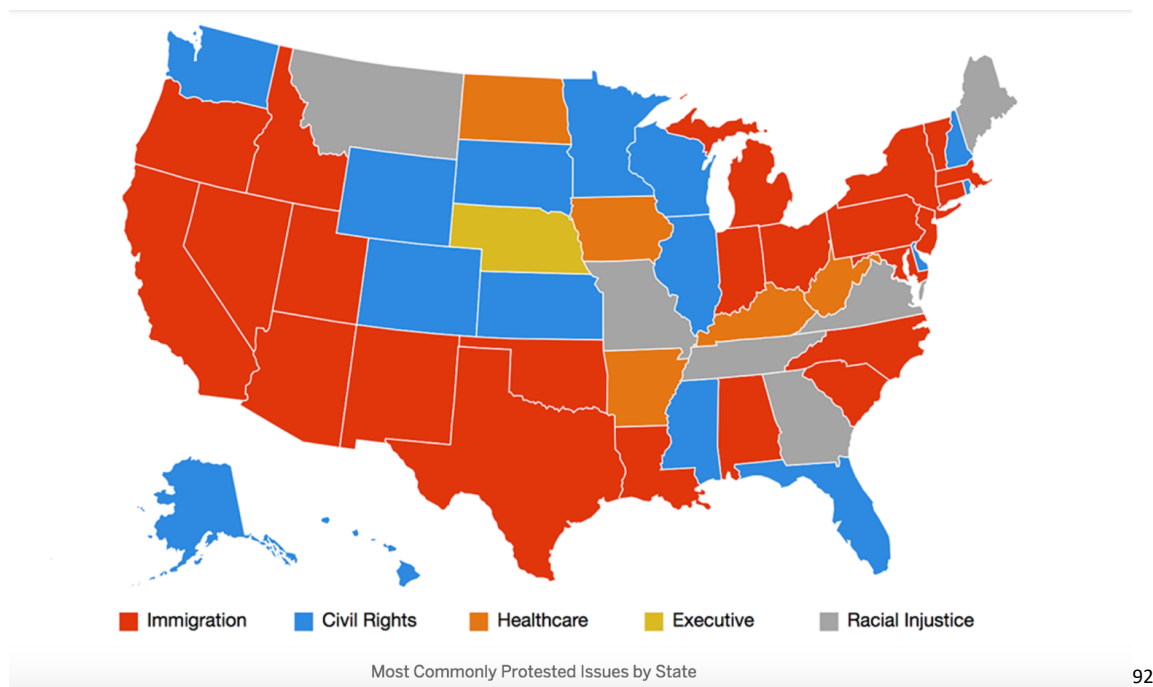 Immigration Civil Rights Healthcare Executive Racial Injustice
Most Commonly Protested Issues by State
92